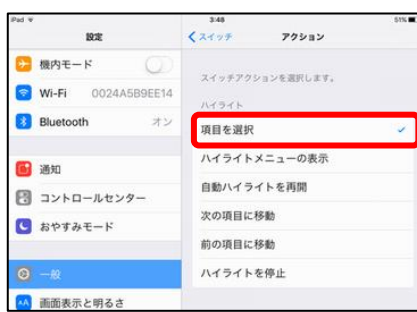 iPad
3:48
51%
設定
機内モード
Wi-Fi 0024A5B9EE14
Bluetooth オン
通知
コントロールセンター
おやすみモード
一般
画面表示と明るさ
スイッチ アクション
スイッチアクションを選択します。
ハイライト
項目を選択
ハイライトメニューの表示
自動ハイライトを再開
次の項目に移動
前の項目に移動
ハイライトを停止